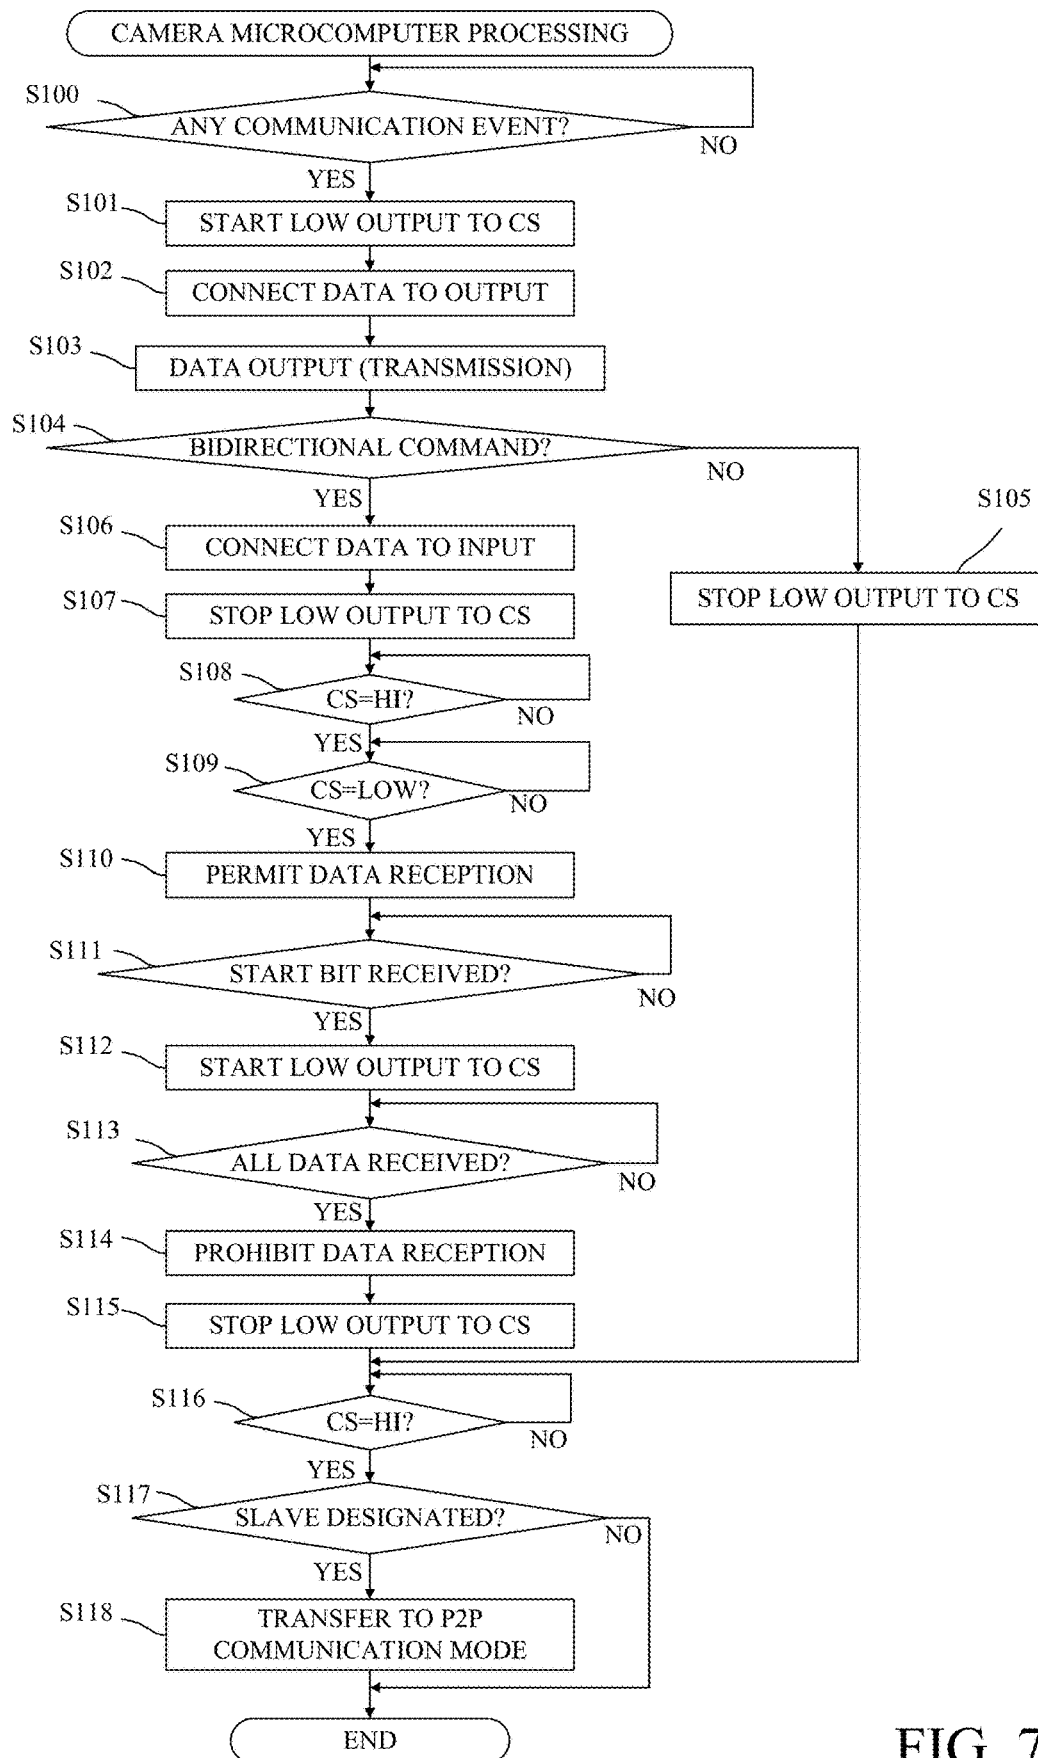 CAMERA MICROCOMPUTER PROCESSING
S100
ANY COMMUNICATION EVENT?
NO
YES
S101
START LOW OUTPUT TO CS
S102
CONNECT DATA TO OUTPUT
S103
DATA OUTPUT (TRANSMISSION)
S104
BIDIRECTIONAL COMMAND?
NO
YES
S105
STOP LOW OUTPUT TO CS
S106
CONNECT DATA TO INPUT
S107
STOP LOW OUTPUT TO CS
S108
CS=HI?
NO
YES
S109
CS=LOW?
NO
YES
S110
PERMIT DATA RECEPTION
S111
START BIT RECEIVED?
NO
YES
S112
START LOW OUTPUT TO CS
S113
ALL DATA RECEIVED?
NO
YES
S114
PROHIBIT DATA RECEPTION
S115
STOP LOW OUTPUT TO CS
S116
CS=HI?
NO
YES
S117
SLAVE DESIGNATED?
NO
YES
S118
TRANSFER TO P2P
COMMUNICATION MODE
END
FIG. 7